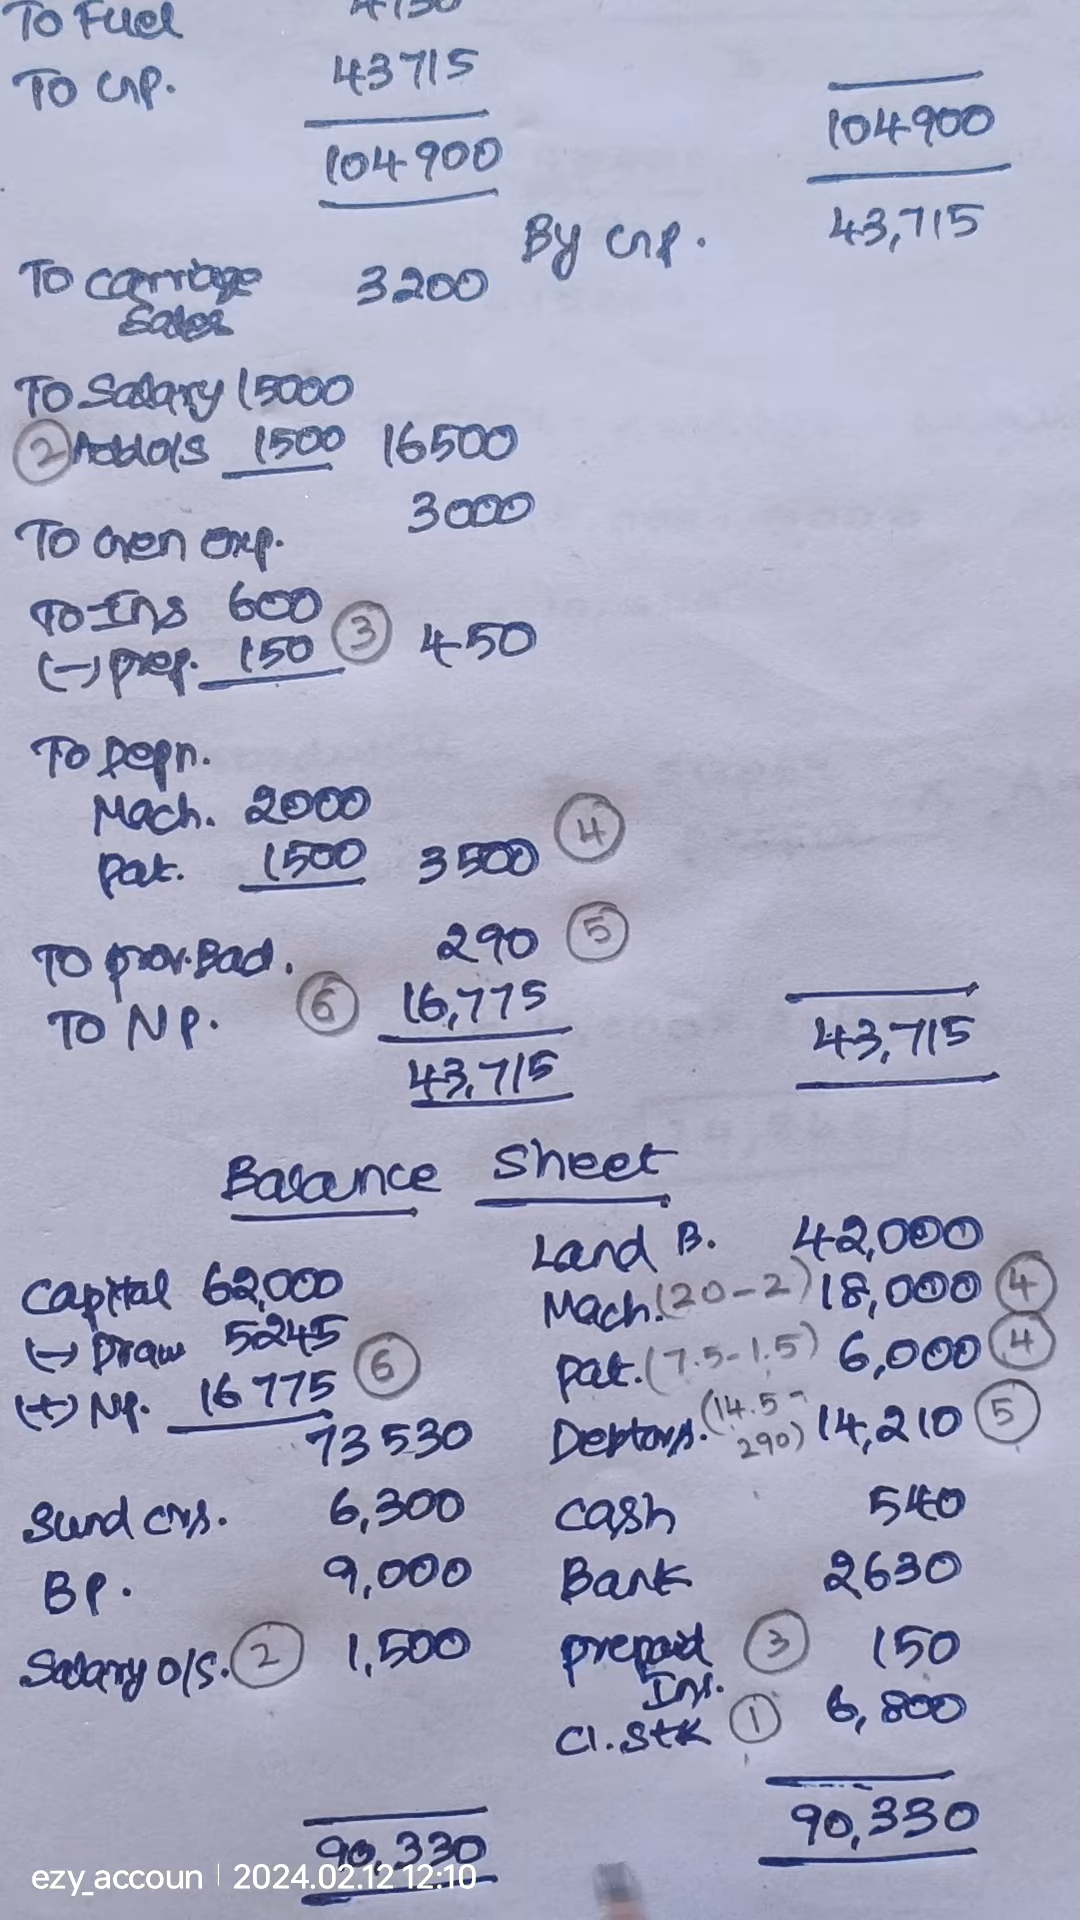 To Fuel 4730
To GP. 43715
104900 104900
By GP. 43,715
To Carriage 3200
Sales
To Salary 15000
② Add o/s 1500 16500
To Gen Exp. 3000
To Ins 600
(-) prep. 150 ③ 450
To Depn.
Mach. 2000
Pat. 1500 3500 ④
To prov. Bad. 290 ⑤
To NP. ⑥ 16,775
43,715 43,715
Balance Sheet
Capital 62,000
(-) Draw 5245
(+) NP. 16775 ⑥
73530
Sund crs. 6,300
BP. 9,000
Salary o/s. ② 1,500
90,330
Land B. 42,000
Mach. (20-2) 18,000 ④
Pat. (7.5-1.5) 6,000 ④
Debtors. (14.5- 14,210 ⑤
290)
Cash 540
Bank 2630
prepaid ③ 150
Ins.
Cl. Stk ① 6,800
90,330
ezy_accoun | 2024.02.12 12:10